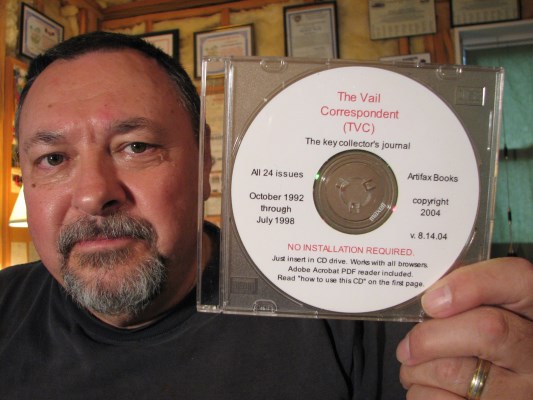 The Vail
Correspondent
(TVC)
The key collector's journal
All 24 issues
October 1992
through
July 1998
Artifax Books
copyright
2004
v. 8.14.04
NO INSTALLATION REQUIRED.
Just insert in CD drive. Works with all browsers.
Adobe Acrobat PDF reader included.
Read "how to use this CD" on the first page.